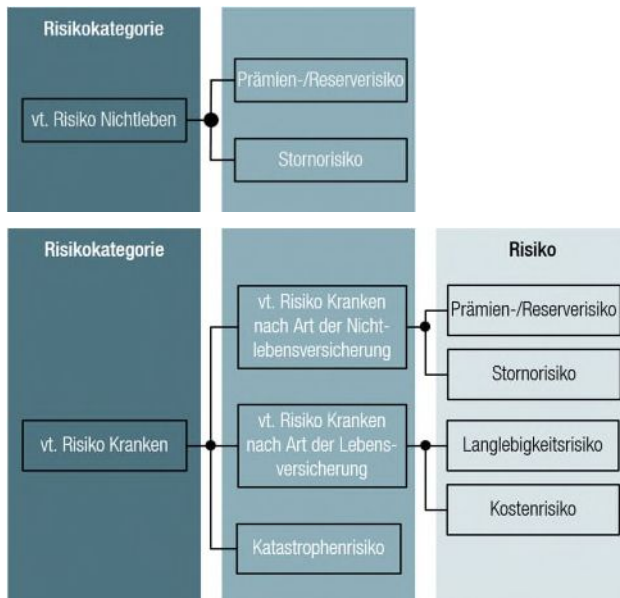 Risikokategorie
Prämien-/Reserverisiko
vt. Risiko Nichtleben
Stornorisiko
Risikokategorie
Risiko
vt. Risiko Kranken
nach Art der Nicht-
lebensversicherung
Prämien-/Reserverisiko
Stornorisiko
vt. Risiko Kranken
vt. Risiko Kranken
nach Art der Lebens-
versicherung
Langlebigkeitsrisiko
Kostenrisiko
Katastrophenrisiko